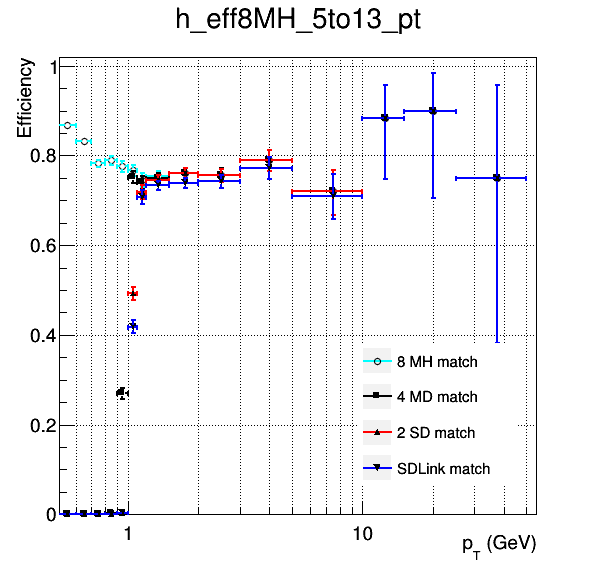 h_eff8MH_5to13_pt
Efficiency
1
0.8
0.6
0.4
0.2
0
8 MH match
4 MD match
2 SD match
SDLink match
1
10
p_T (GeV)